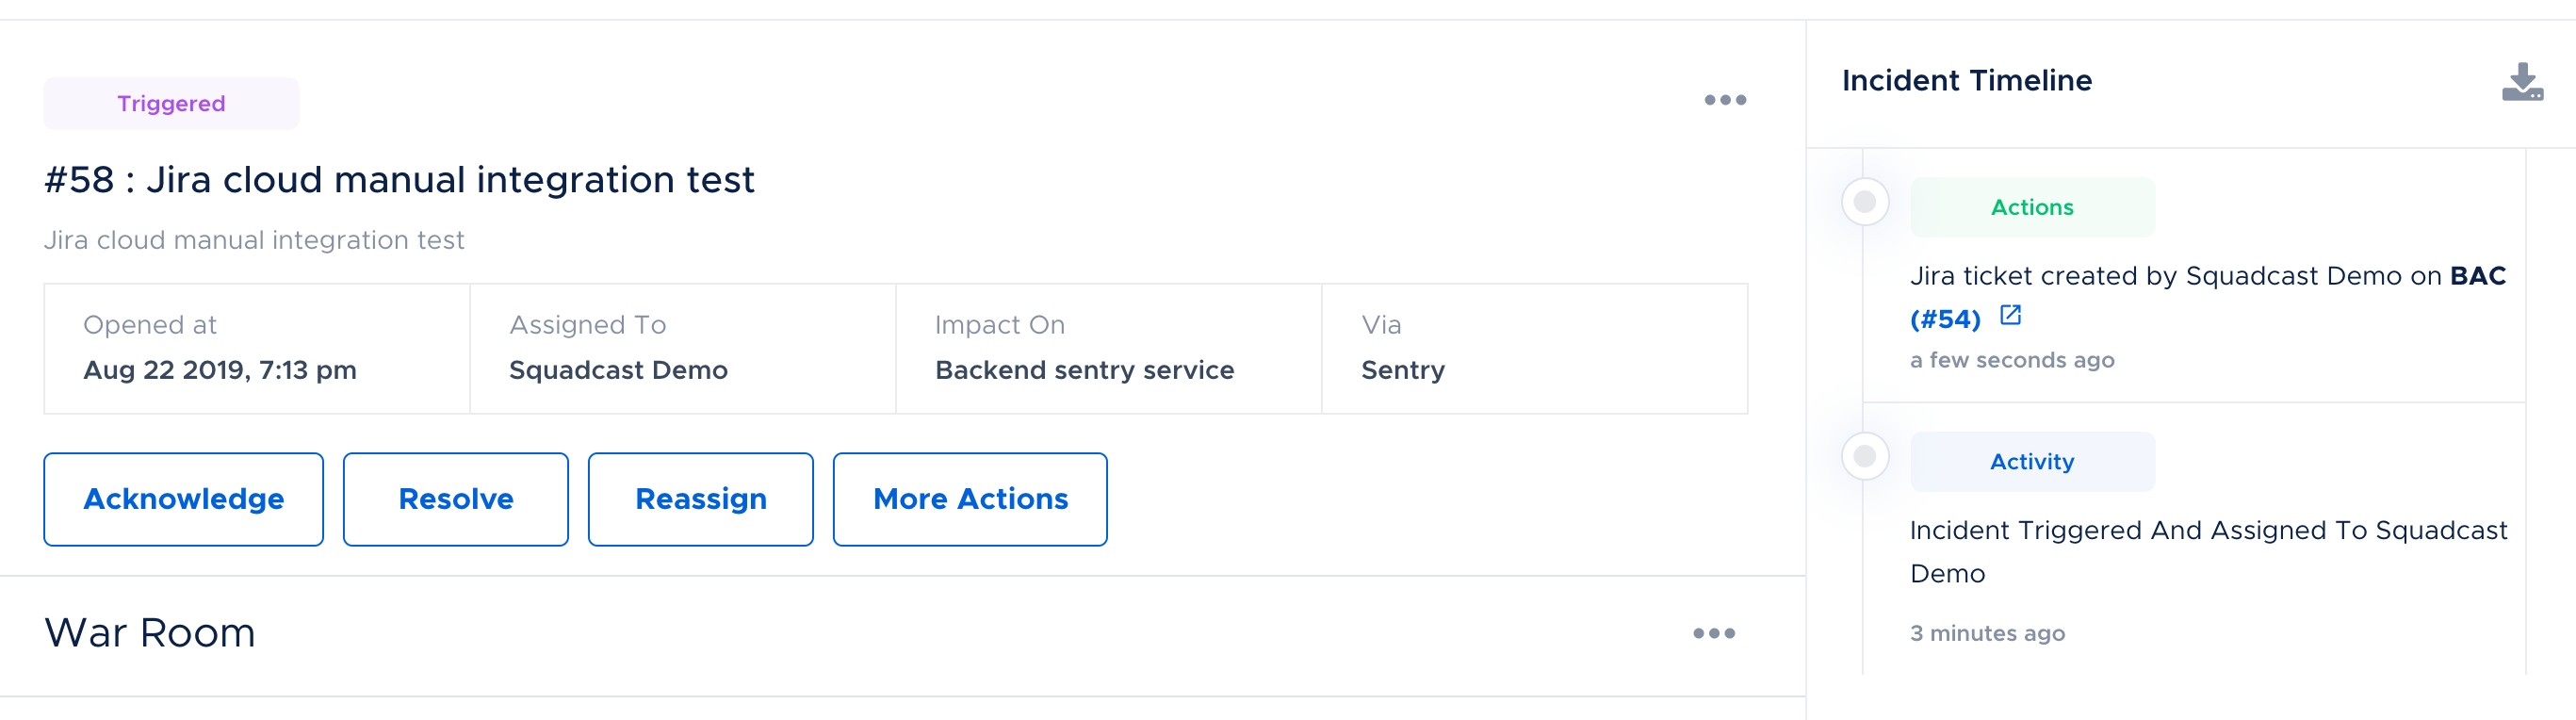 Triggered
#58 : Jira cloud manual integration test
Jira cloud manual integration test
Opened at
Aug 22 2019, 7:13 pm
Assigned To
Squadcast Demo
Impact On
Backend sentry service
Via
Sentry
Acknowledge
Resolve
Reassign
More Actions
War Room
Incident Timeline
Actions
Jira ticket created by Squadcast Demo on BAC
(#54)
a few seconds ago
Activity
Incident Triggered And Assigned To Squadcast
Demo
3 minutes ago